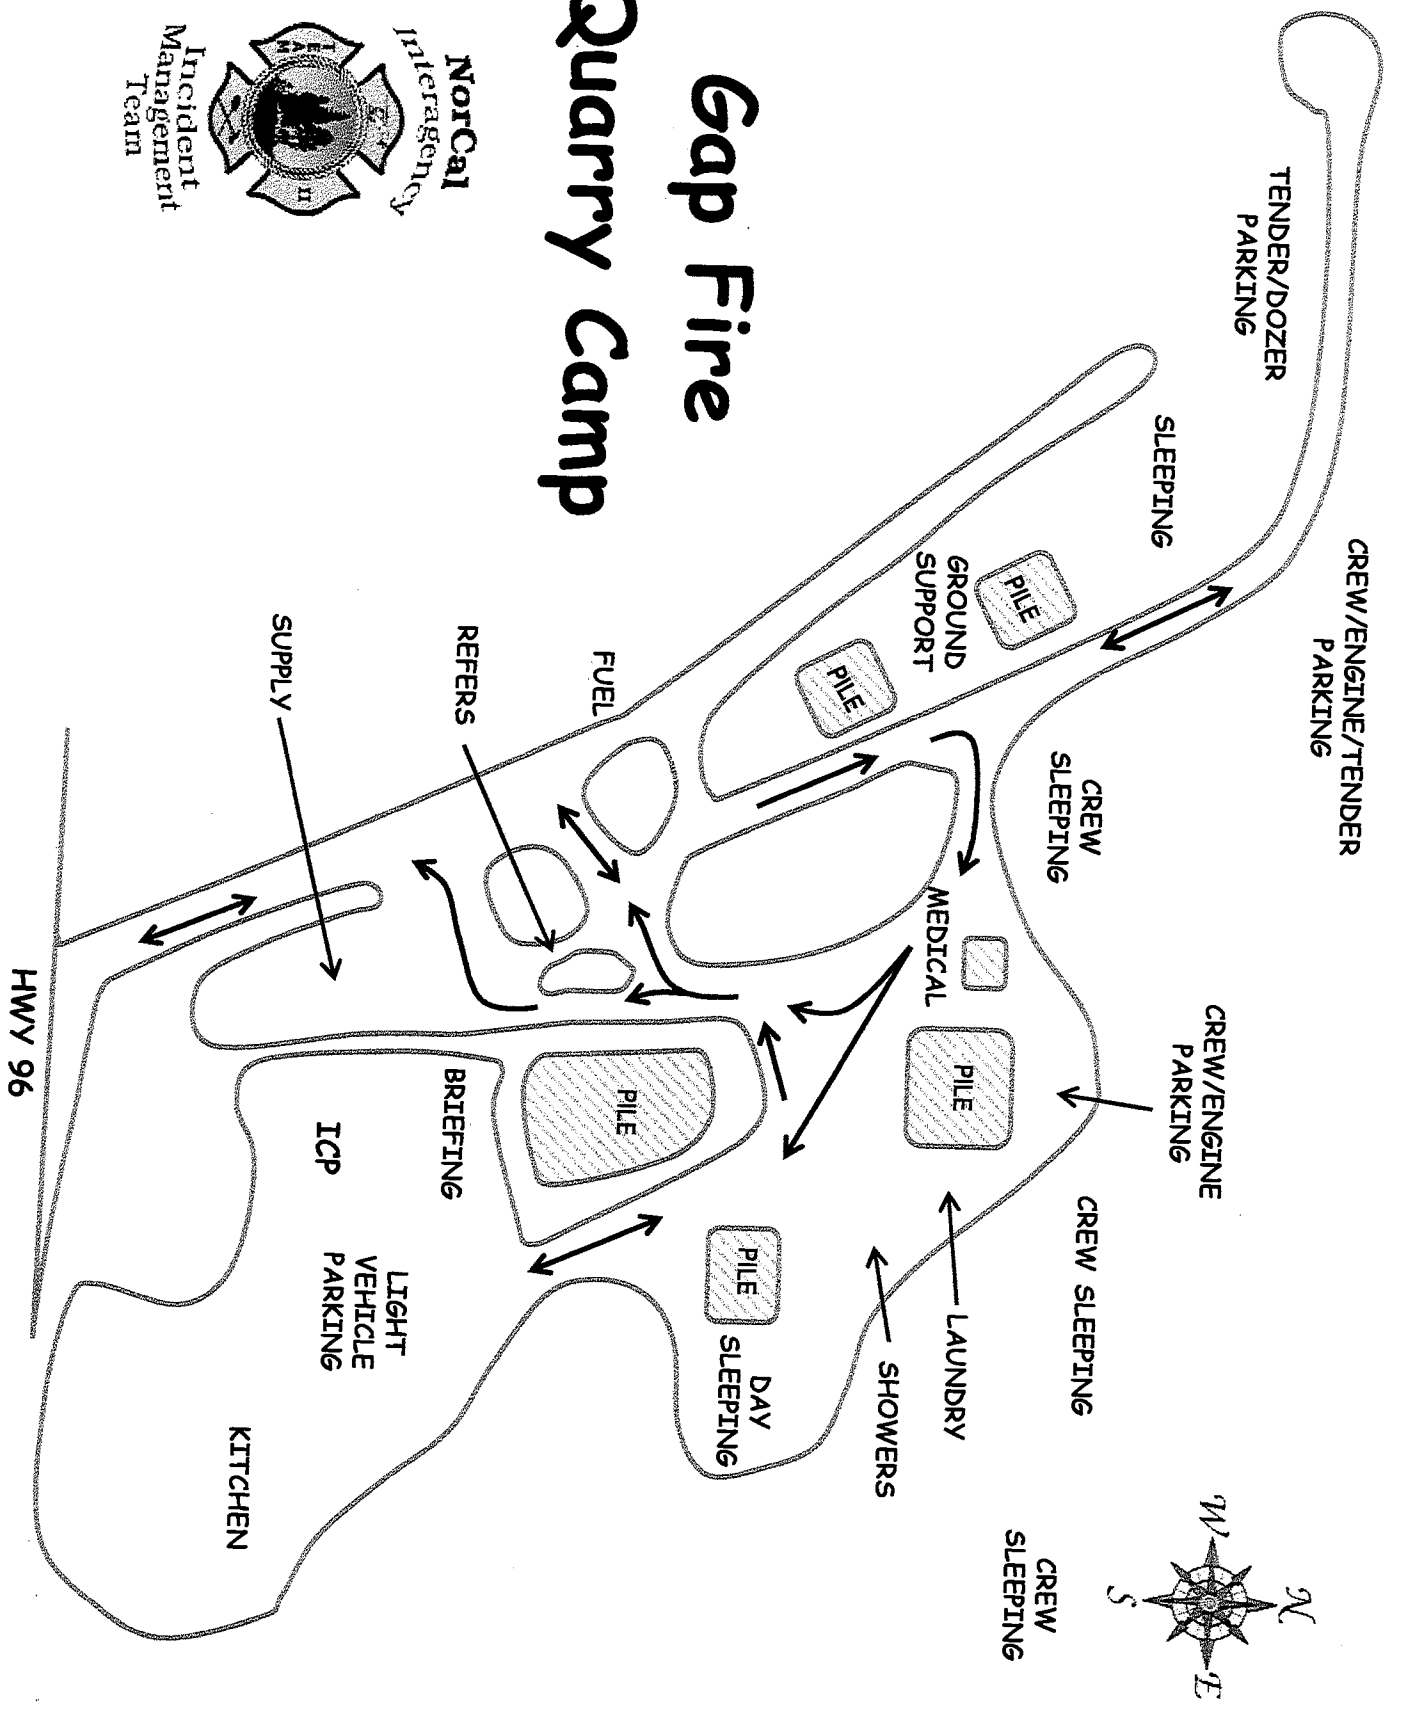 Gap Fire
Quarry Camp
NorCal
Interagency
Incident
Management
Team
TENDER/DOZER
PARKING
CREW/ENGINE/TENDER
PARKING
SLEEPING
PILE
GROUND
SUPPORT
PILE
CREW
SLEEPING
CREW/ENGINE
PARKING
CREW SLEEPING
N
W
E
S
CREW
SLEEPING
MEDICAL
PILE
LAUNDRY
SHOWERS
FUEL
REFERS
SUPPLY
PILE
PILE
DAY
SLEEPING
BRIEFING
ICP
LIGHT
VEHICLE
PARKING
KITCHEN
HWY 96